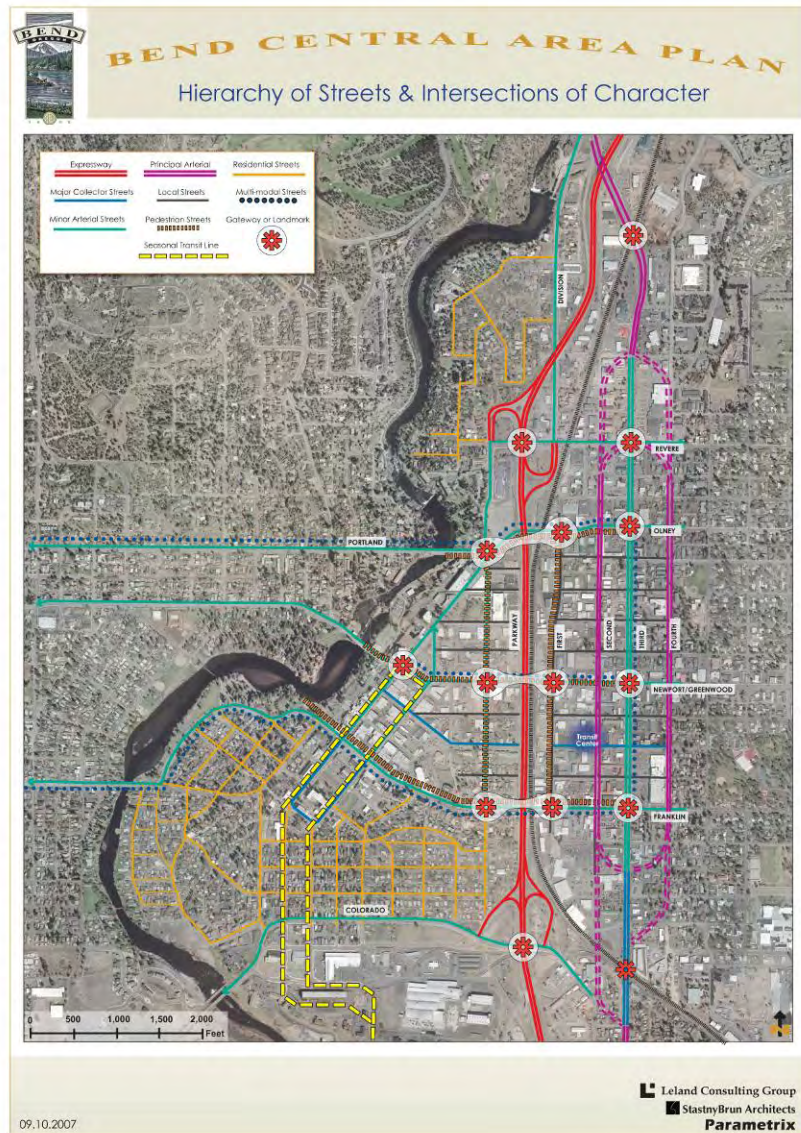 BEND
OREGON
BEND CENTRAL AREA PLAN
Hierarchy of Streets & Intersections of Character
Expressway
Principal Arterial
Residential Streets
Major Collector Streets
Local Streets
Multi-modal Streets
Minor Arterial Streets
Pedestrian Streets
Gateway or Landmark
Seasonal Transit Line
DIVISION
REVERE
PORTLAND
OLNEY
PARKWAY
FIRST
SECOND
THIRD
FOURTH
NEWPORT/GREENWOOD
Transit
Center
FRANKLIN
COLORADO
0 500 1,000 1,500 2,000
Feet
Leland Consulting Group
StastnyBrun Architects
Parametrix
09.10.2007